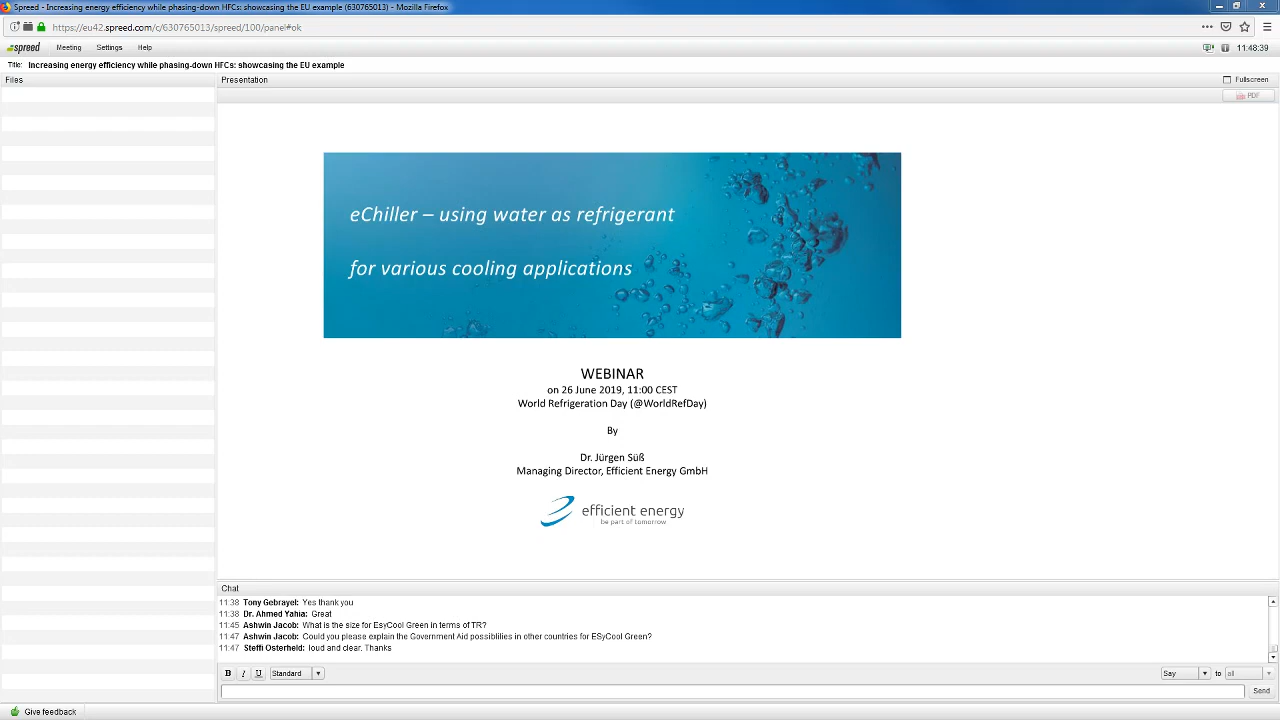 Spreed - Increasing energy efficiency while phasing-down HFCs: showcasing the EU example (630765013) - Mozilla Firefox
https://eu42.spreed.com/c/630765013/spreed/100/panel#ok
spreed Meeting Settings Help 11:48:39
Title: Increasing energy efficiency while phasing-down HFCs: showcasing the EU example
Files
Presentation
Fullscreen
PDF
eChiller – using water as refrigerant
for various cooling applications
WEBINAR
on 26 June 2019, 11:00 CEST
World Refrigeration Day (@WorldRefDay)
By
Dr. Jürgen Süß
Managing Director, Efficient Energy GmbH
efficient energy
be part of tomorrow
Chat
11:38 Tony Gebrayel: Yes thank you
11:38 Dr. Ahmed Yahia: Great
11:45 Ashwin Jacob: What is the size for EsyCool Green in terms of TR?
11:47 Ashwin Jacob: Could you please explain the Government Aid possiblilies in other countries for ESyCool Green?
11:47 Steffi Osterheld: loud and clear. Thanks
B I U Standard Say to all
Send
Give feedback